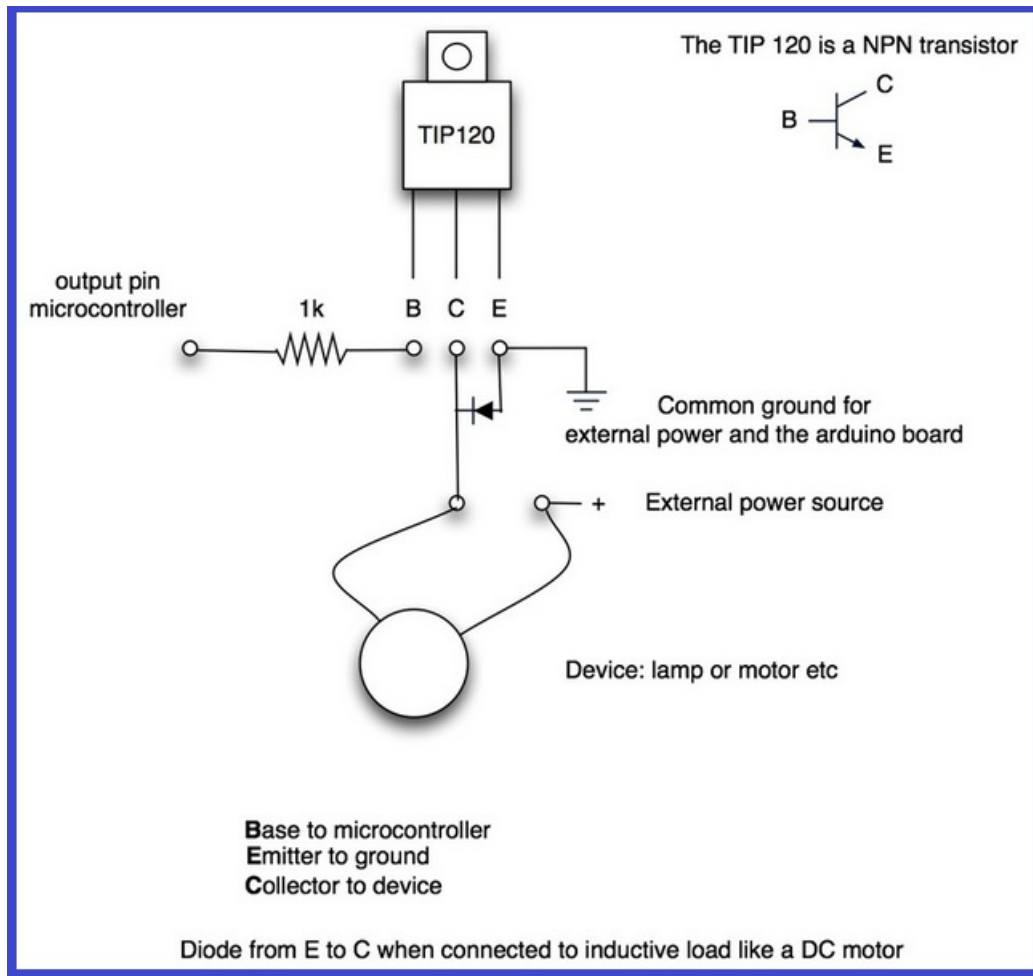 The TIP 120 is a NPN transistor
C
B
E
TIP120
output pin
microcontroller
1k
B C E
Common ground for
external power and the arduino board
+ External power source
Device: lamp or motor etc
Base to microcontroller
Emitter to ground
Collector to device
Diode from E to C when connected to inductive load like a DC motor